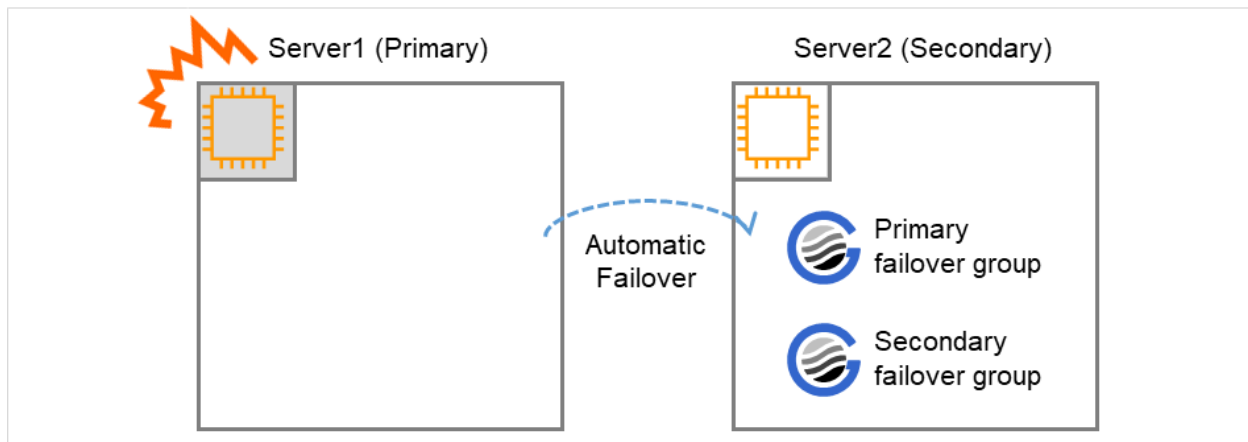 Server1 (Primary)
Server2 (Secondary)
Automatic
Failover
Primary
failover group
Secondary
failover group